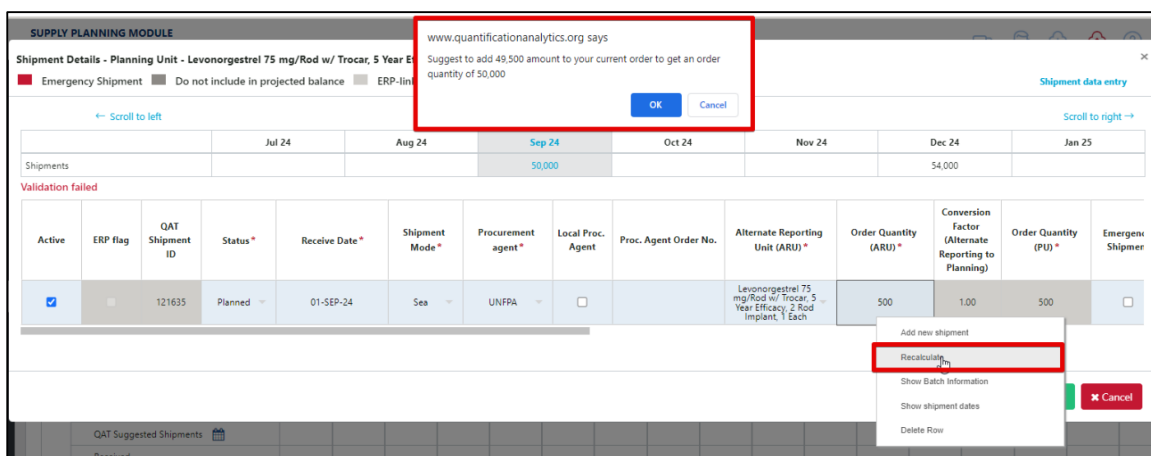 SUPPLY PLANNING MODULE
www.quantificationanalytics.org says
Suggest to add 49,500 amount to your current order to get an order
quantity of 50,000
OK Cancel
Shipment Details - Planning Unit - Levonorgestrel 75 mg/Rod w/ Trocar, 5 Year
Emergency Shipment Do not include in projected balance
Shipment data entry
← Scroll to left Scroll to right →
Jul 24 Aug 24 Sep 24 Oct 24 Nov 24 Dec 24 Jan 25
Shipments 50,000 54,000
Validation failed
Active
ERP flag
QAT
Shipment
ID
Status*
Receive Date*
Shipment
Mode*
Procurement
agent*
Local Proc.
Agent
Proc. Agent Order No.
Alternate Reporting
Unit (ARU) *
Order Quantity
(ARU) *
Conversion
Factor
(Alternate
Reporting to
Planning)
Order Quantity
(PU) *
Emergenc
Shipmen
121635 Planned 01-SEP-24 Sea UNFPA
Levonorgestrel 75
mg/Rod w/ Trocar, 5
Year Efficacy, 2 Rod
Implant, 1 Each
500 1.00 500
Add new shipment
Recalculate
Show Batch Information
Show shipment dates
Delete Row
Cancel
QAT Suggested Shipments